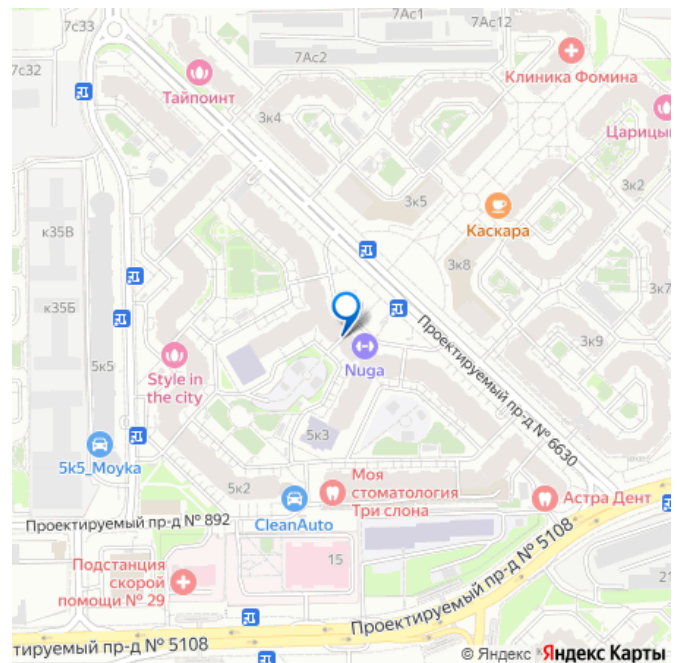 7с33
7Ас1
7Ас12
7с32
7Ас2
Клиника Фомина
Тайпоинт
3к4
Царицы
3к2
3к5
к35В
Каскара
3к8
3к7
к35Б
Проектируемый пр-д № 6630
3к9
5к5
Nuga
Style in
the city
5к3
5k5_Moyka
5к2
Моя
стоматология
Три слона
Астра Дент
CleanAuto
Проектируемый пр-д № 892
15
Подстанция
скорой
помощи № 29
Проектируемый пр-д № 5108
21
тируемый пр-д № 5108
© Яндекс
Яндекс Карты